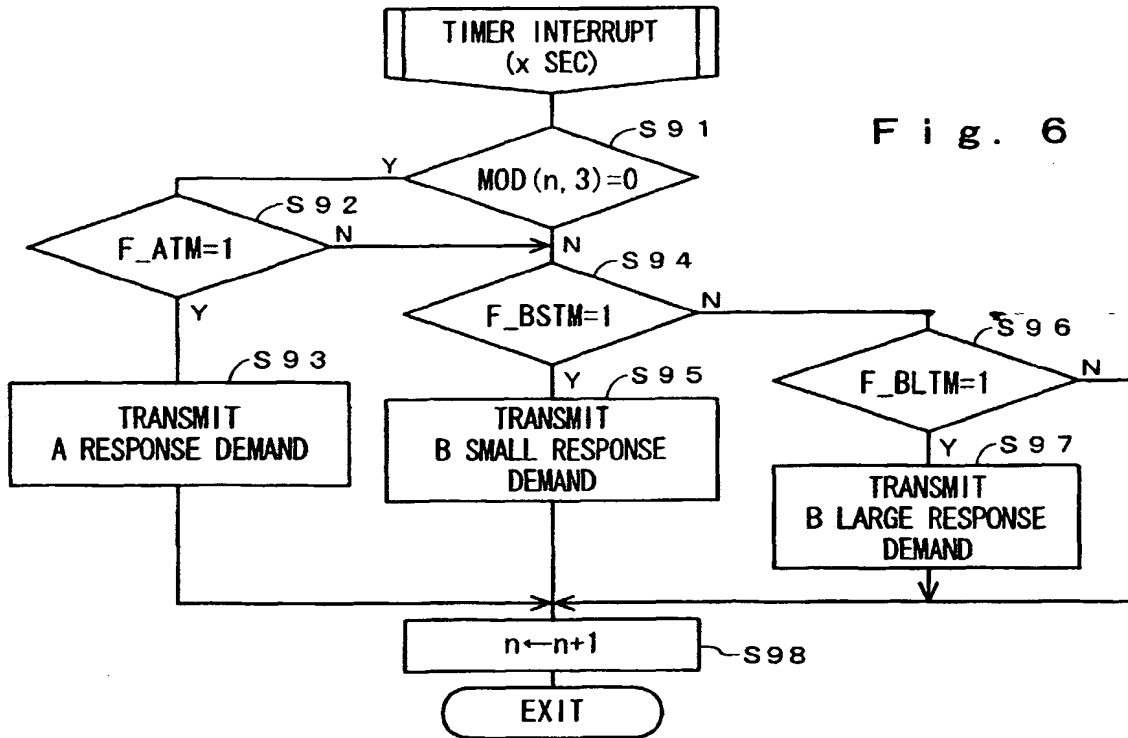 TIMER INTERRUPT
(x SEC)
Fig. 6
S91
MOD(n,3)=0
Y
N
S92
F_ATM=1
N
Y
S94
F_BSTM=1
N
Y
S96
F_BLTM=1
N
Y
S93
TRANSMIT
A RESPONSE DEMAND
S95
TRANSMIT
B SMALL RESPONSE
DEMAND
S97
TRANSMIT
B LARGE RESPONSE
DEMAND
n←n+1
S98
EXIT